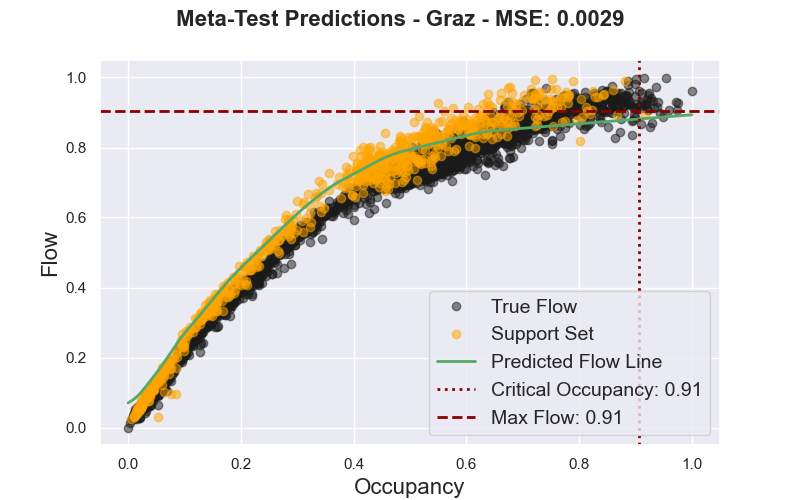 Meta-Test Predictions - Graz - MSE: 0.0029
1.0
0.8
0.6
0.4
0.2
0.0
Flow
True Flow
Support Set
Predicted Flow Line
Critical Occupancy: 0.91
Max Flow: 0.91
0.0 0.2 0.4 0.6 0.8 1.0
Occupancy